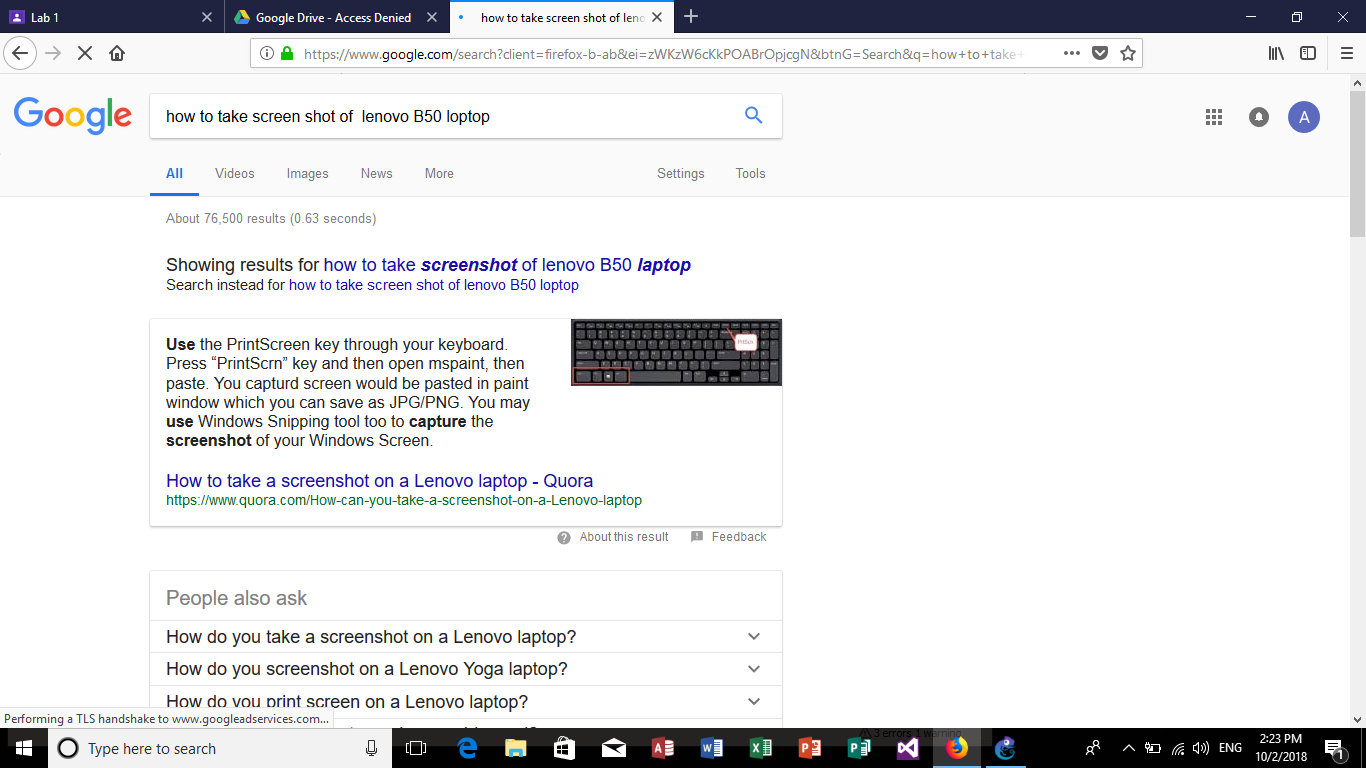 Lab 1
Google Drive - Access Denied
how to take screen shot of leno
https://www.google.com/search?client=firefox-b-ab&ei=zWKzW6cKkPOABrOpjcgN&btnG=Search&q=how+to+take+
Google
how to take screen shot of  lenovo B50 loptop
A
All Videos Images News More Settings Tools
About 76,500 results (0.63 seconds)
Showing results for how to take screenshot of lenovo B50 laptop
Search instead for how to take screen shot of lenovo B50 loptop
Use the PrintScreen key through your keyboard.
Press “PrintScrn” key and then open mspaint, then
paste. You capturd screen would be pasted in paint
window which you can save as JPG/PNG. You may
use Windows Snipping tool too to capture the
screenshot of your Windows Screen.
How to take a screenshot on a Lenovo laptop - Quora
https://www.quora.com/How-can-you-take-a-screenshot-on-a-Lenovo-laptop
About this result Feedback
People also ask
How do you take a screenshot on a Lenovo laptop?
How do you screenshot on a Lenovo Yoga laptop?
How do you print screen on a Lenovo laptop?
Performing a TLS handshake to www.googleadservices.com...
3 errors 1 warning
Type here to search
ENG
2:23 PM
10/2/2018
1